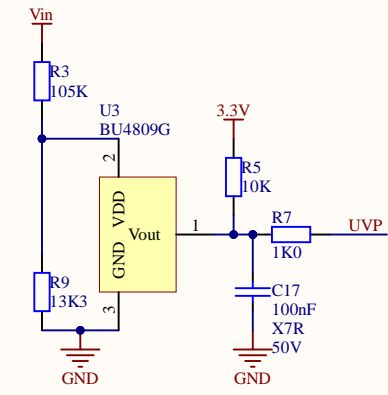 Vin
R3
105K
U3
BU4809G
3.3V
2
R5
10K
VDD
Vout
GND
1
R7
1K0
UVP
R9
13K3
3
C17
100nF
X7R
50V
GND
GND